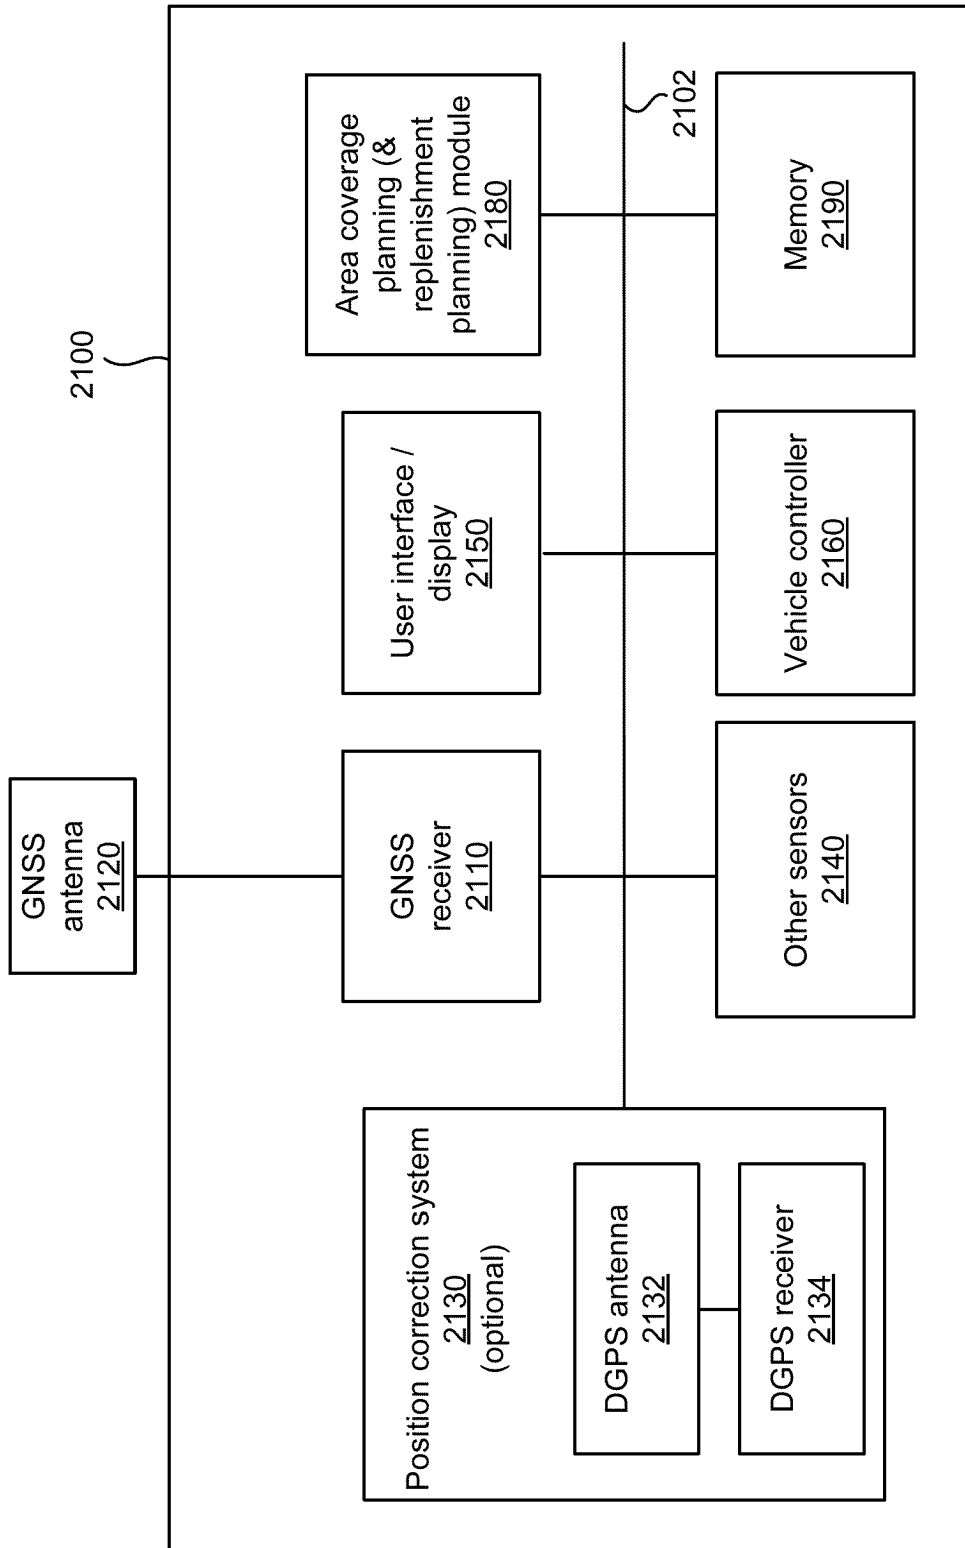 GNSS
antenna
2120
2100
Position correction system
2130
(optional)
DGPS antenna
2132
DGPS receiver
2134
GNSS
receiver
2110
User interface /
display
2150
Area coverage
planning (&
replenishment
planning) module
2180
2102
Other sensors
2140
Vehicle controller
2160
Memory
2190